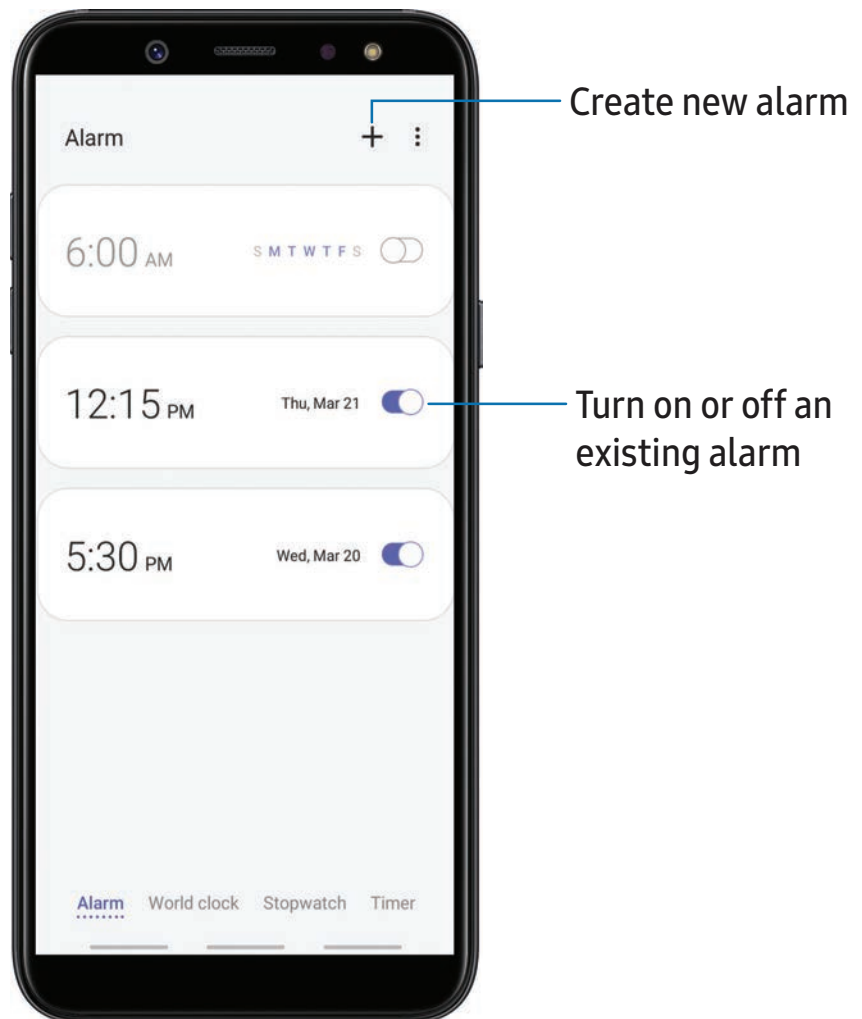 Create new alarm
Alarm
6:00 AM S M T W T F S
12:15 PM Thu, Mar 21
Turn on or off an
existing alarm
5:30 PM Wed, Mar 20
Alarm World clock Stopwatch Timer